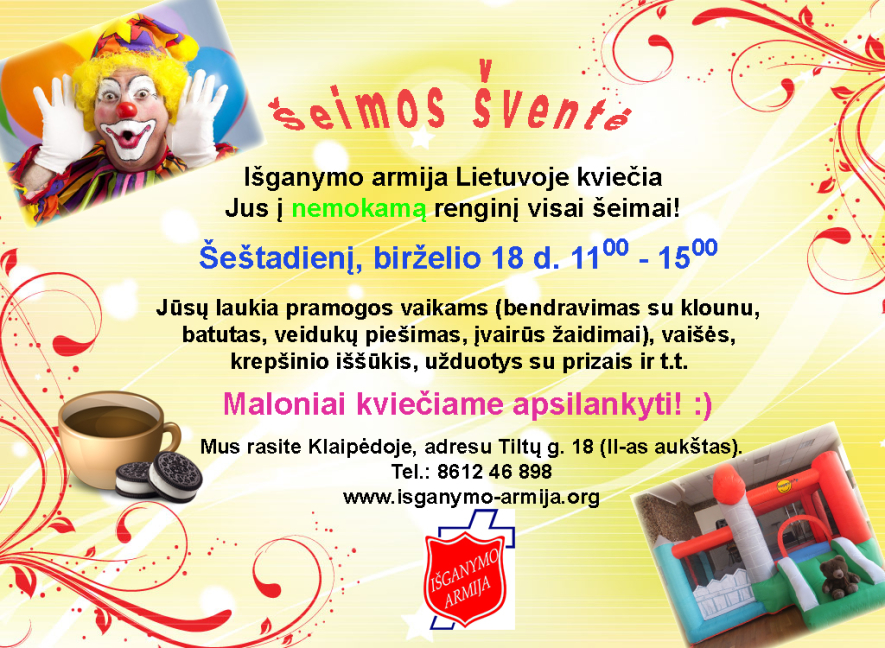 Šeimos šventė
Išganymo armija Lietuvoje kviečia
Jus į nemokamą renginį visai šeimai!
Šeštadienį, birželio 18 d. 11⁰⁰ - 15⁰⁰
Jūsų laukia pramogos vaikams (bendravimas su klounu,
batutas, veidukų piešimas, įvairūs žaidimai), vaišės,
krepšinio iššūkis, užduotys su prizais ir t.t.
Maloniai kviečiame apsilankyti! :)
Mus rasite Klaipėdoje, adresu Tiltų g. 18 (II-as aukštas).
Tel.: 8612 46 898
www.isganymo-armija.org
IŠGANYMO
ARMIJA